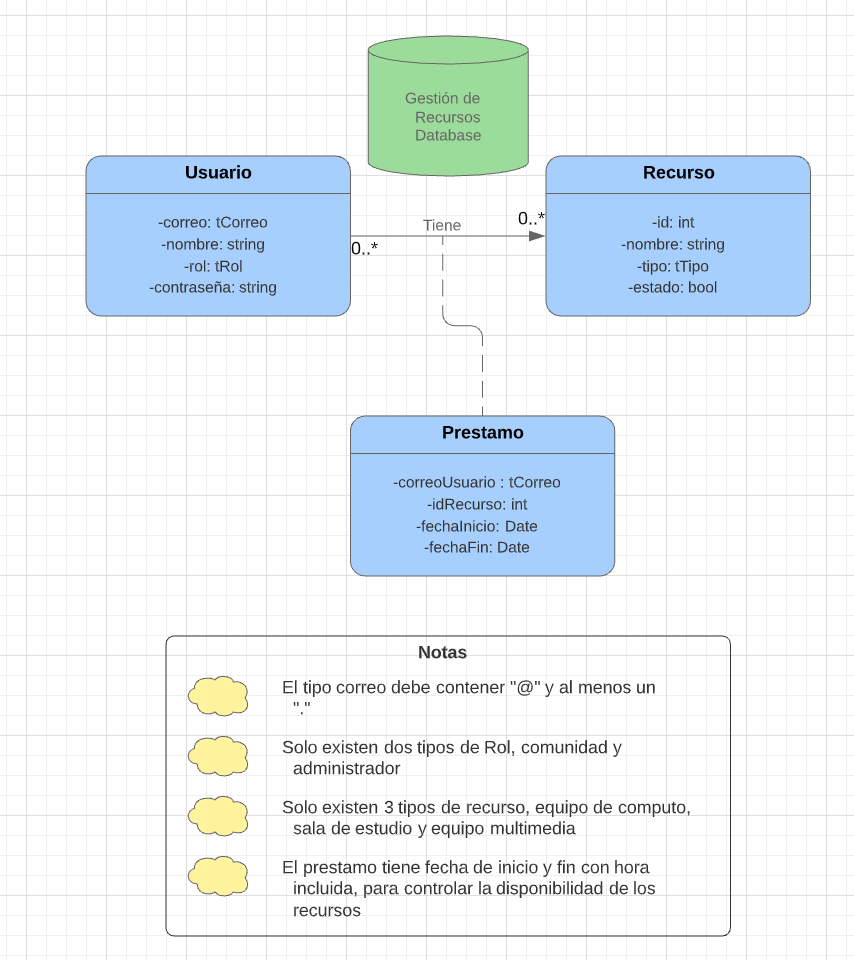 Gestión de
Recursos
Database
Usuario
-correo: tCorreo
-nombre: string
-rol: tRol
-contraseña: string
Tiene
0..*
0..*
Recurso
-id: int
-nombre: string
-tipo: tTipo
-estado: bool
Prestamo
-correoUsuario : tCorreo
-idRecurso: int
-fechaInicio: Date
-fechaFin: Date
Notas
El tipo correo debe contener "@" y al menos un
"."
Solo existen dos tipos de Rol, comunidad y
administrador
Solo existen 3 tipos de recurso, equipo de computo,
sala de estudio y equipo multimedia
El prestamo tiene fecha de inicio y fin con hora
incluida, para controlar la disponibilidad de los
recursos